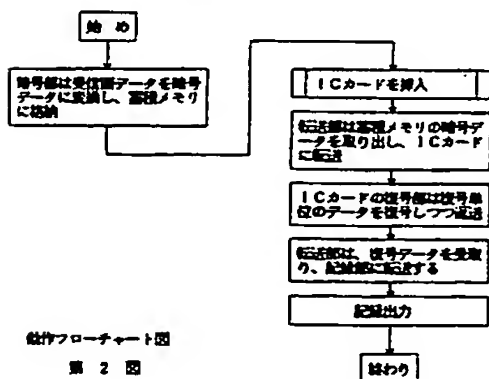 始 め
暗号部は受信画データを暗号
データに変換し、蓄積メモリ
に格納
ICカードを挿入
転送部は蓄積メモリの暗号デ
ータを取り出し、ICカード
に転送
ICカードの復号部は復号単
位のデータを復号しつつ返送
転送部は、復号データを受取
り、記録部に転送する
記録出力
終わり
動作フローチャート図
第 2 図